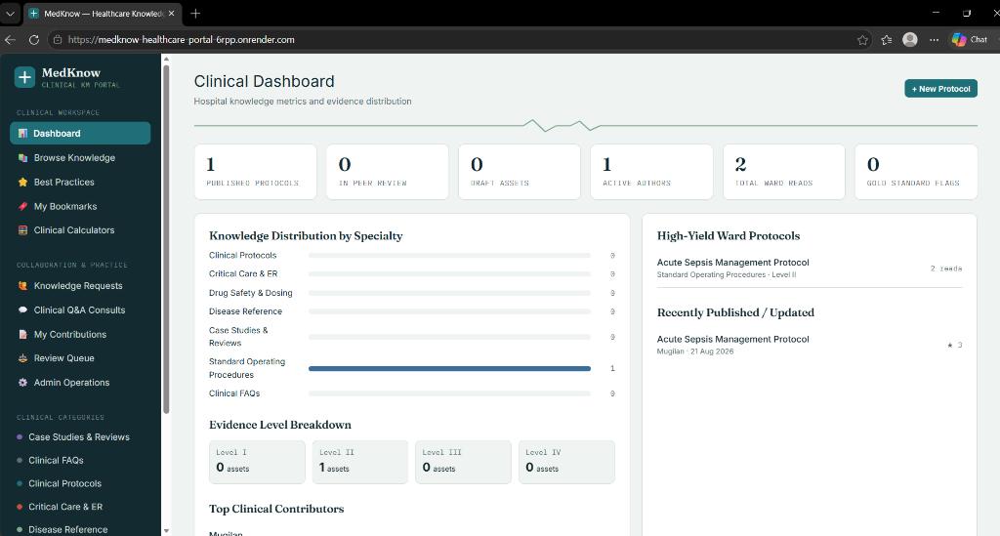 MedKnow — Healthcare Knowled
https://medknow-healthcare-portal-6rpp.onrender.com
Chat
MedKnow
CLINICAL KM PORTAL
CLINICAL WORKSPACE
Dashboard
Browse Knowledge
Best Practices
My Bookmarks
Clinical Calculators
COLLABORATION & PRACTICE
Knowledge Requests
Clinical Q&A Consults
My Contributions
Review Queue
Admin Operations
CLINICAL CATEGORIES
Case Studies & Reviews
Clinical FAQs
Clinical Protocols
Critical Care & ER
Disease Reference
Clinical Dashboard
Hospital knowledge metrics and evidence distribution
+ New Protocol
1
PUBLISHED PROTOCOLS
0
IN PEER REVIEW
0
DRAFT ASSETS
1
ACTIVE AUTHORS
2
TOTAL WARD READS
0
GOLD STANDARD FLAGS
Knowledge Distribution by Specialty
Clinical Protocols 0
Critical Care & ER 0
Drug Safety & Dosing 0
Disease Reference 0
Case Studies &
Reviews 0
Standard Operating
Procedures 1
Clinical FAQs 0
Evidence Level Breakdown
Level I
0 assets
Level II
1 assets
Level III
0 assets
Level IV
0 assets
Top Clinical Contributors
Mugilan
High-Yield Ward Protocols
Acute Sepsis Management Protocol
Standard Operating Procedures · Level II
2 reads
Recently Published / Updated
Acute Sepsis Management Protocol
Mugilan · 21 Aug 2026
★ 3